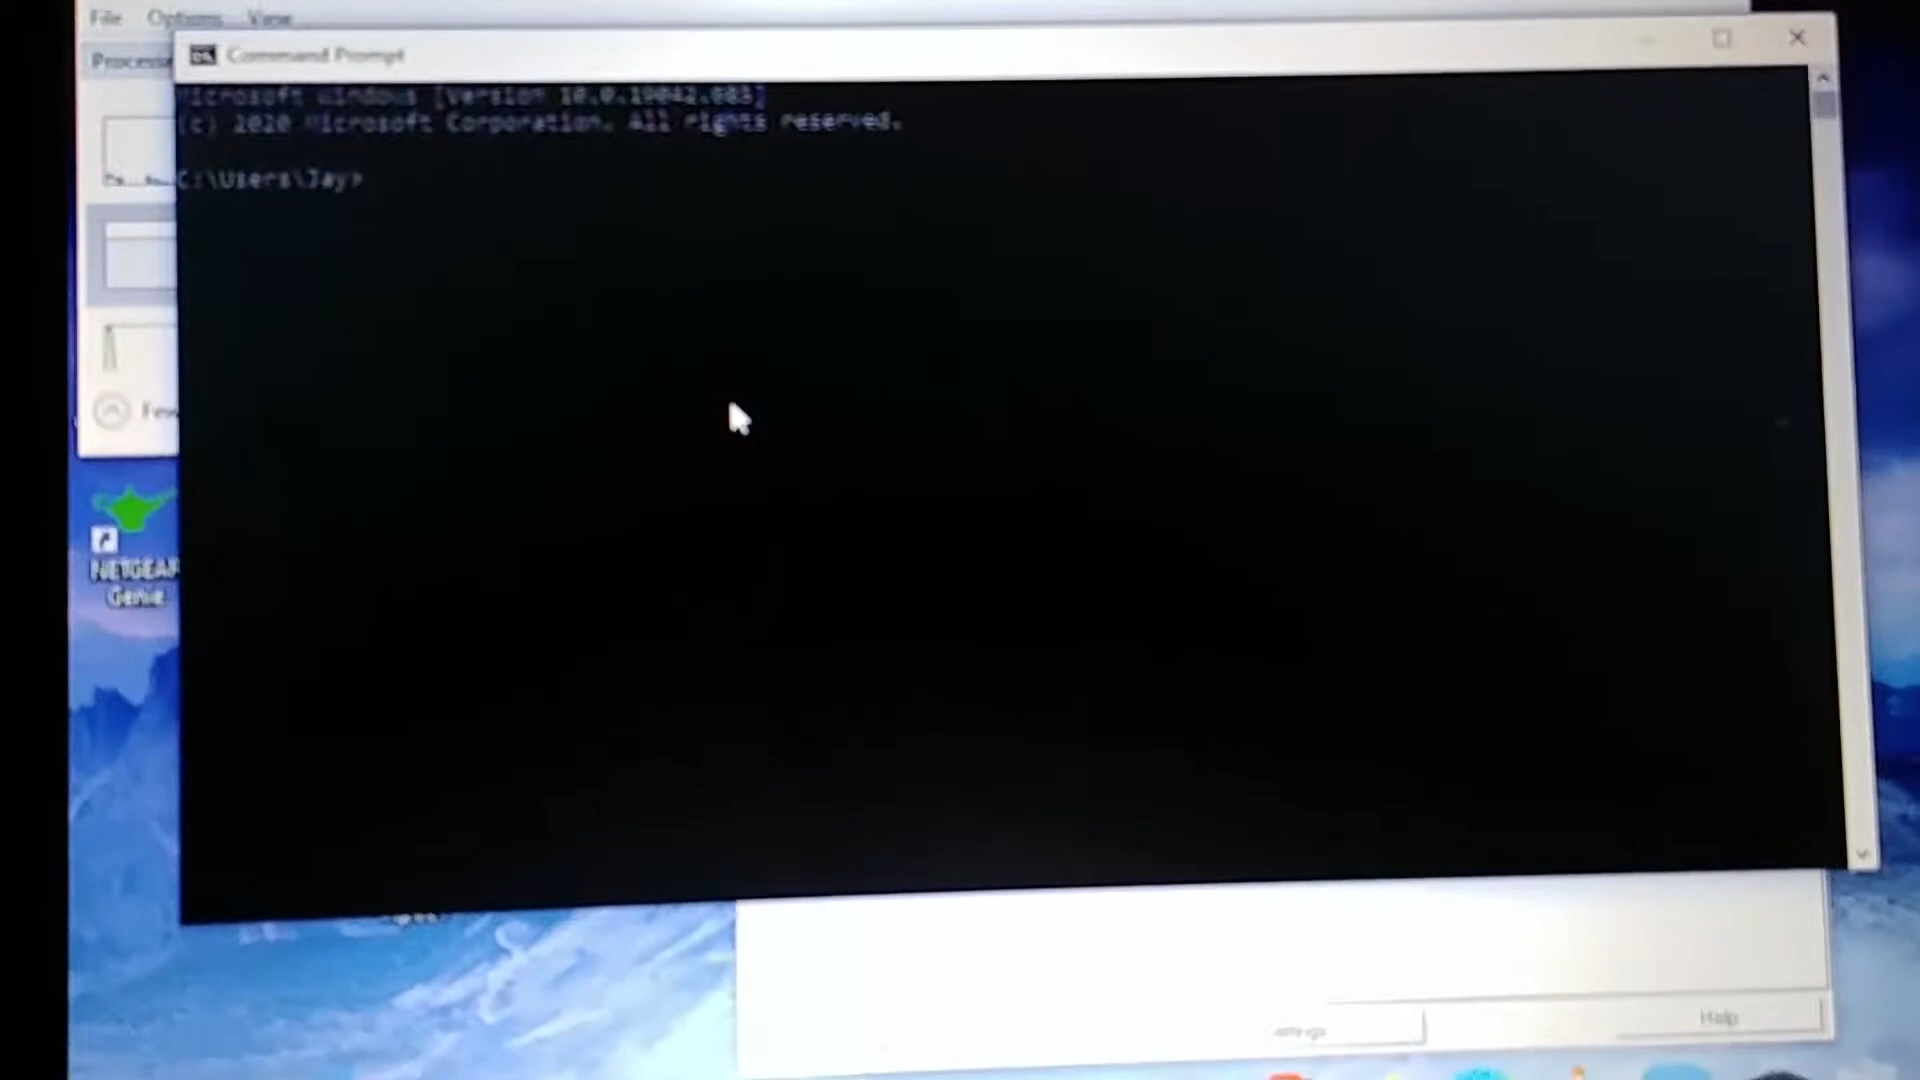 File Options View
Command Prompt
Microsoft Windows [Version 10.0.19042.685]
(c) 2020 Microsoft Corporation. All rights reserved.
C:\Users\Jay>
NETGEAR
Genie
Help